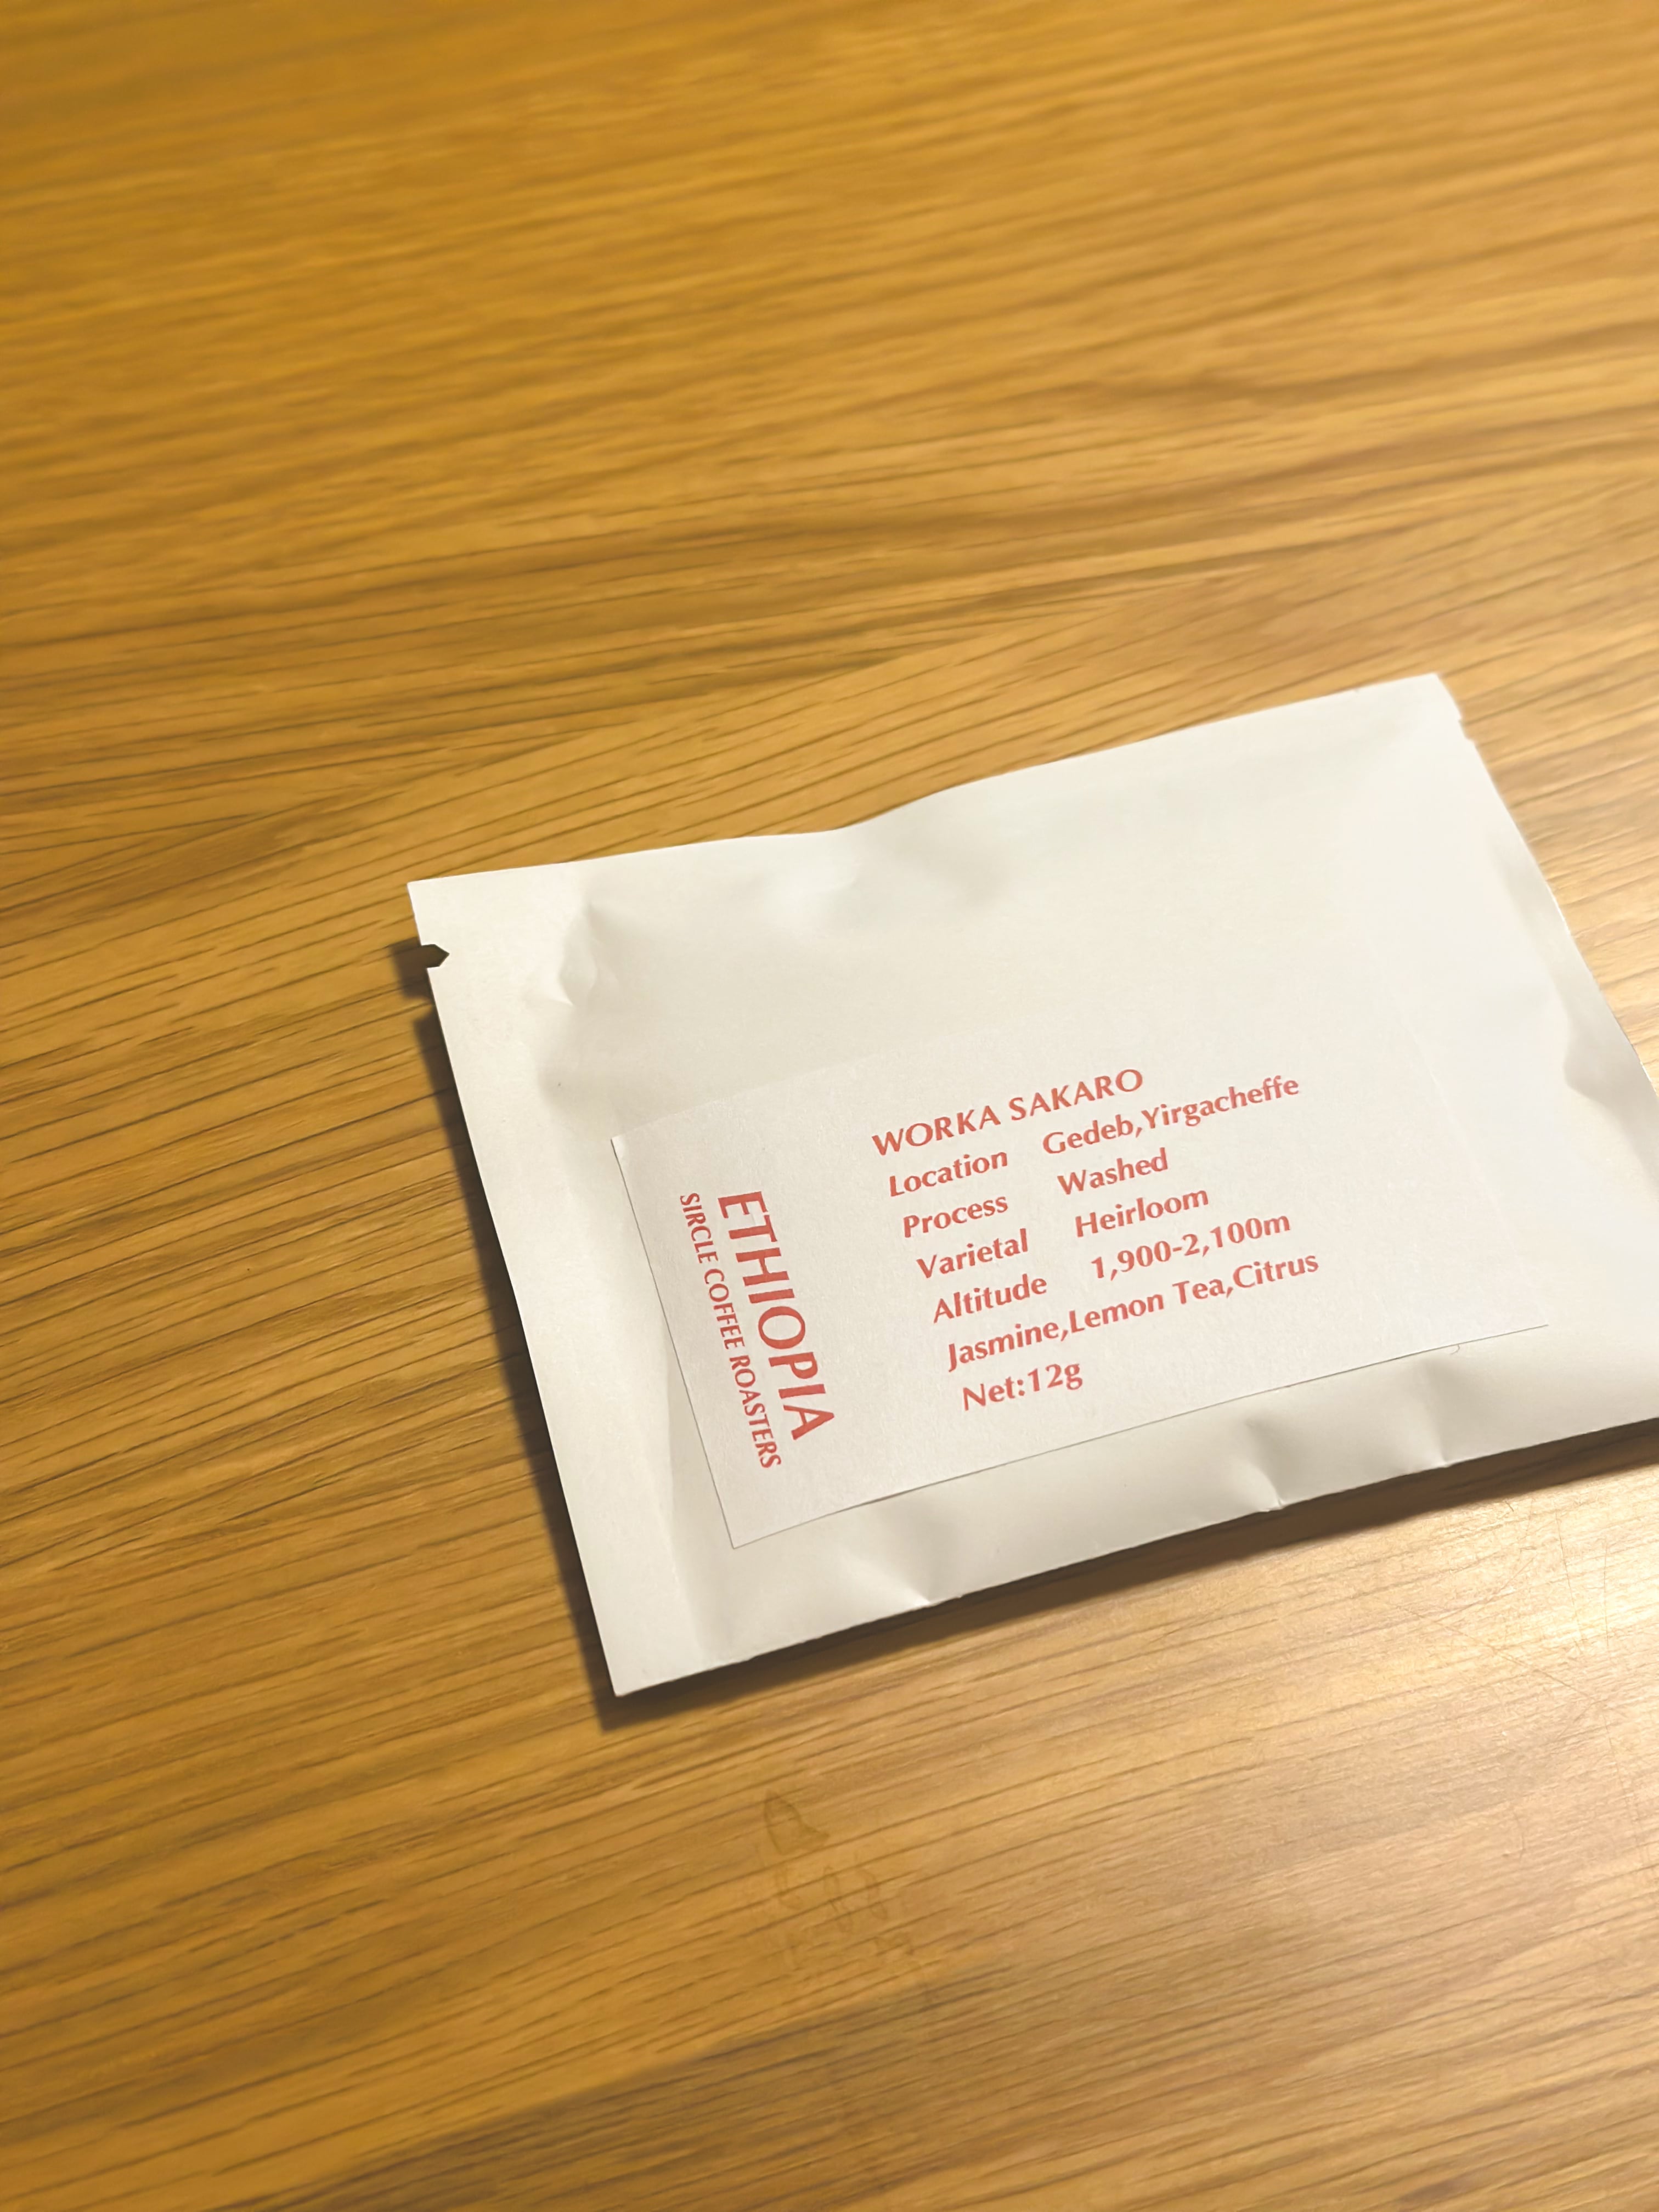 ETHIOPIA
SIRCLE COFFEE ROASTERS
WORKA SAKARO
Location Gedeb,Yirgacheffe
Process Washed
Varietal Heirloom
Altitude 1,900-2,100m
Jasmine,Lemon Tea,Citrus
Net:12g